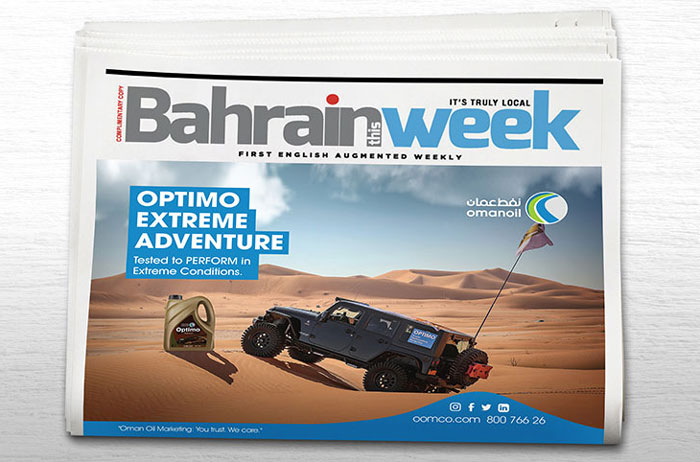 COMPLIMENTARY COPY
IT'S TRULY LOCAL
Bahrain this week
FIRST ENGLISH AUGMENTED WEEKLY
OPTIMO
EXTREME
ADVENTURE
Tested to PERFORM in
Extreme Conditions.
نفط عمان
omanoil
Optimo
OPTIMO
oomco.com 800 766 26
"Oman Oil Marketing You trust. We care."